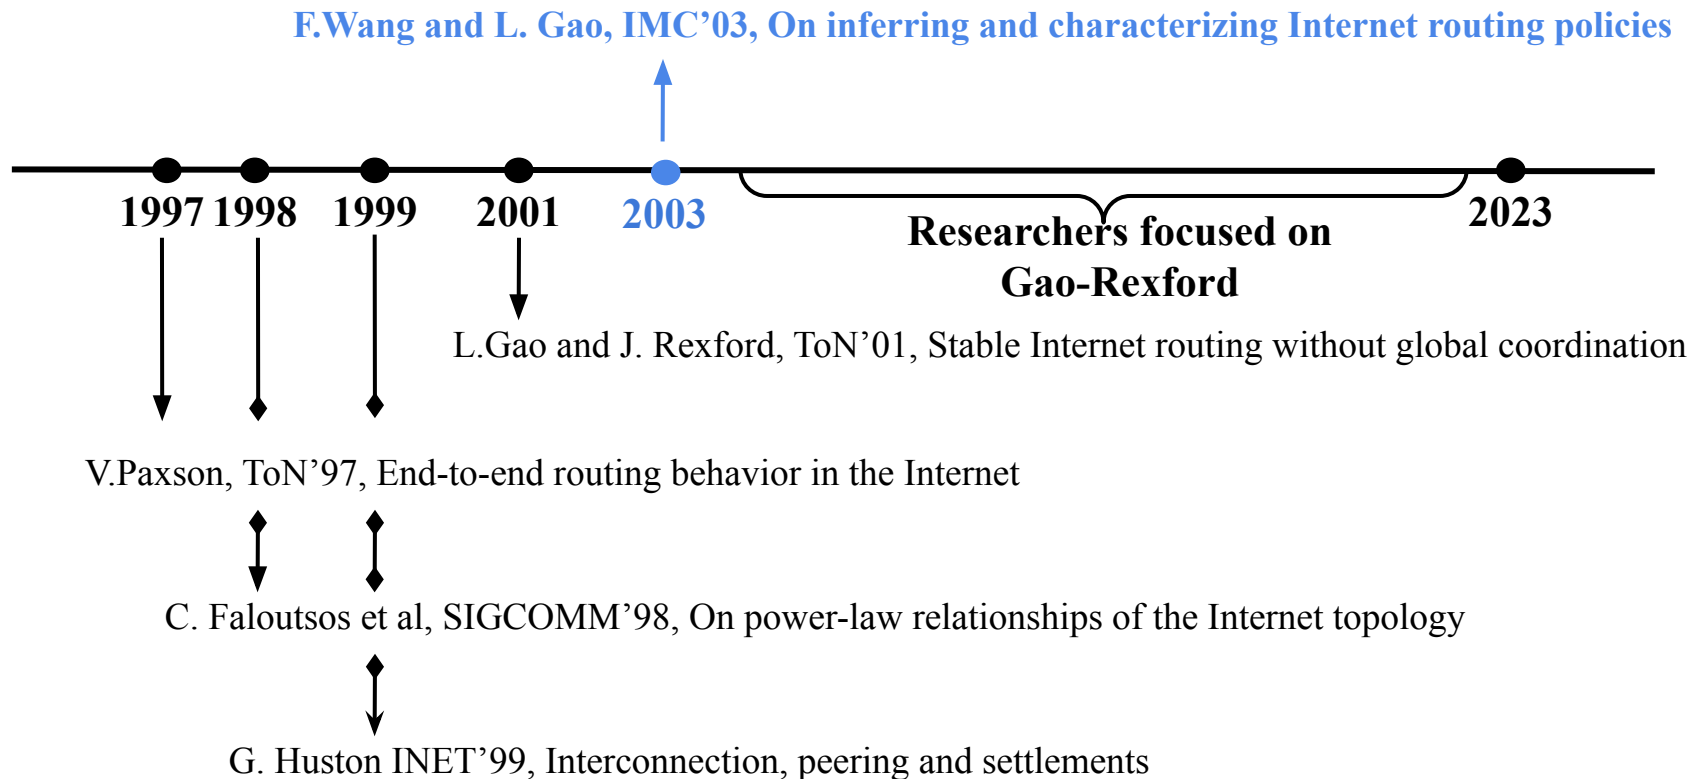 F.Wang and L. Gao, IMC’03, On inferring and characterizing Internet routing policies
1997 1998 1999 2001 2003 2023
Researchers focused on
Gao-Rexford
L.Gao and J. Rexford, ToN’01, Stable Internet routing without global coordination
V.Paxson, ToN’97, End-to-end routing behavior in the Internet
C. Faloutsos et al, SIGCOMM’98, On power-law relationships of the Internet topology
G. Huston INET’99, Interconnection, peering and settlements